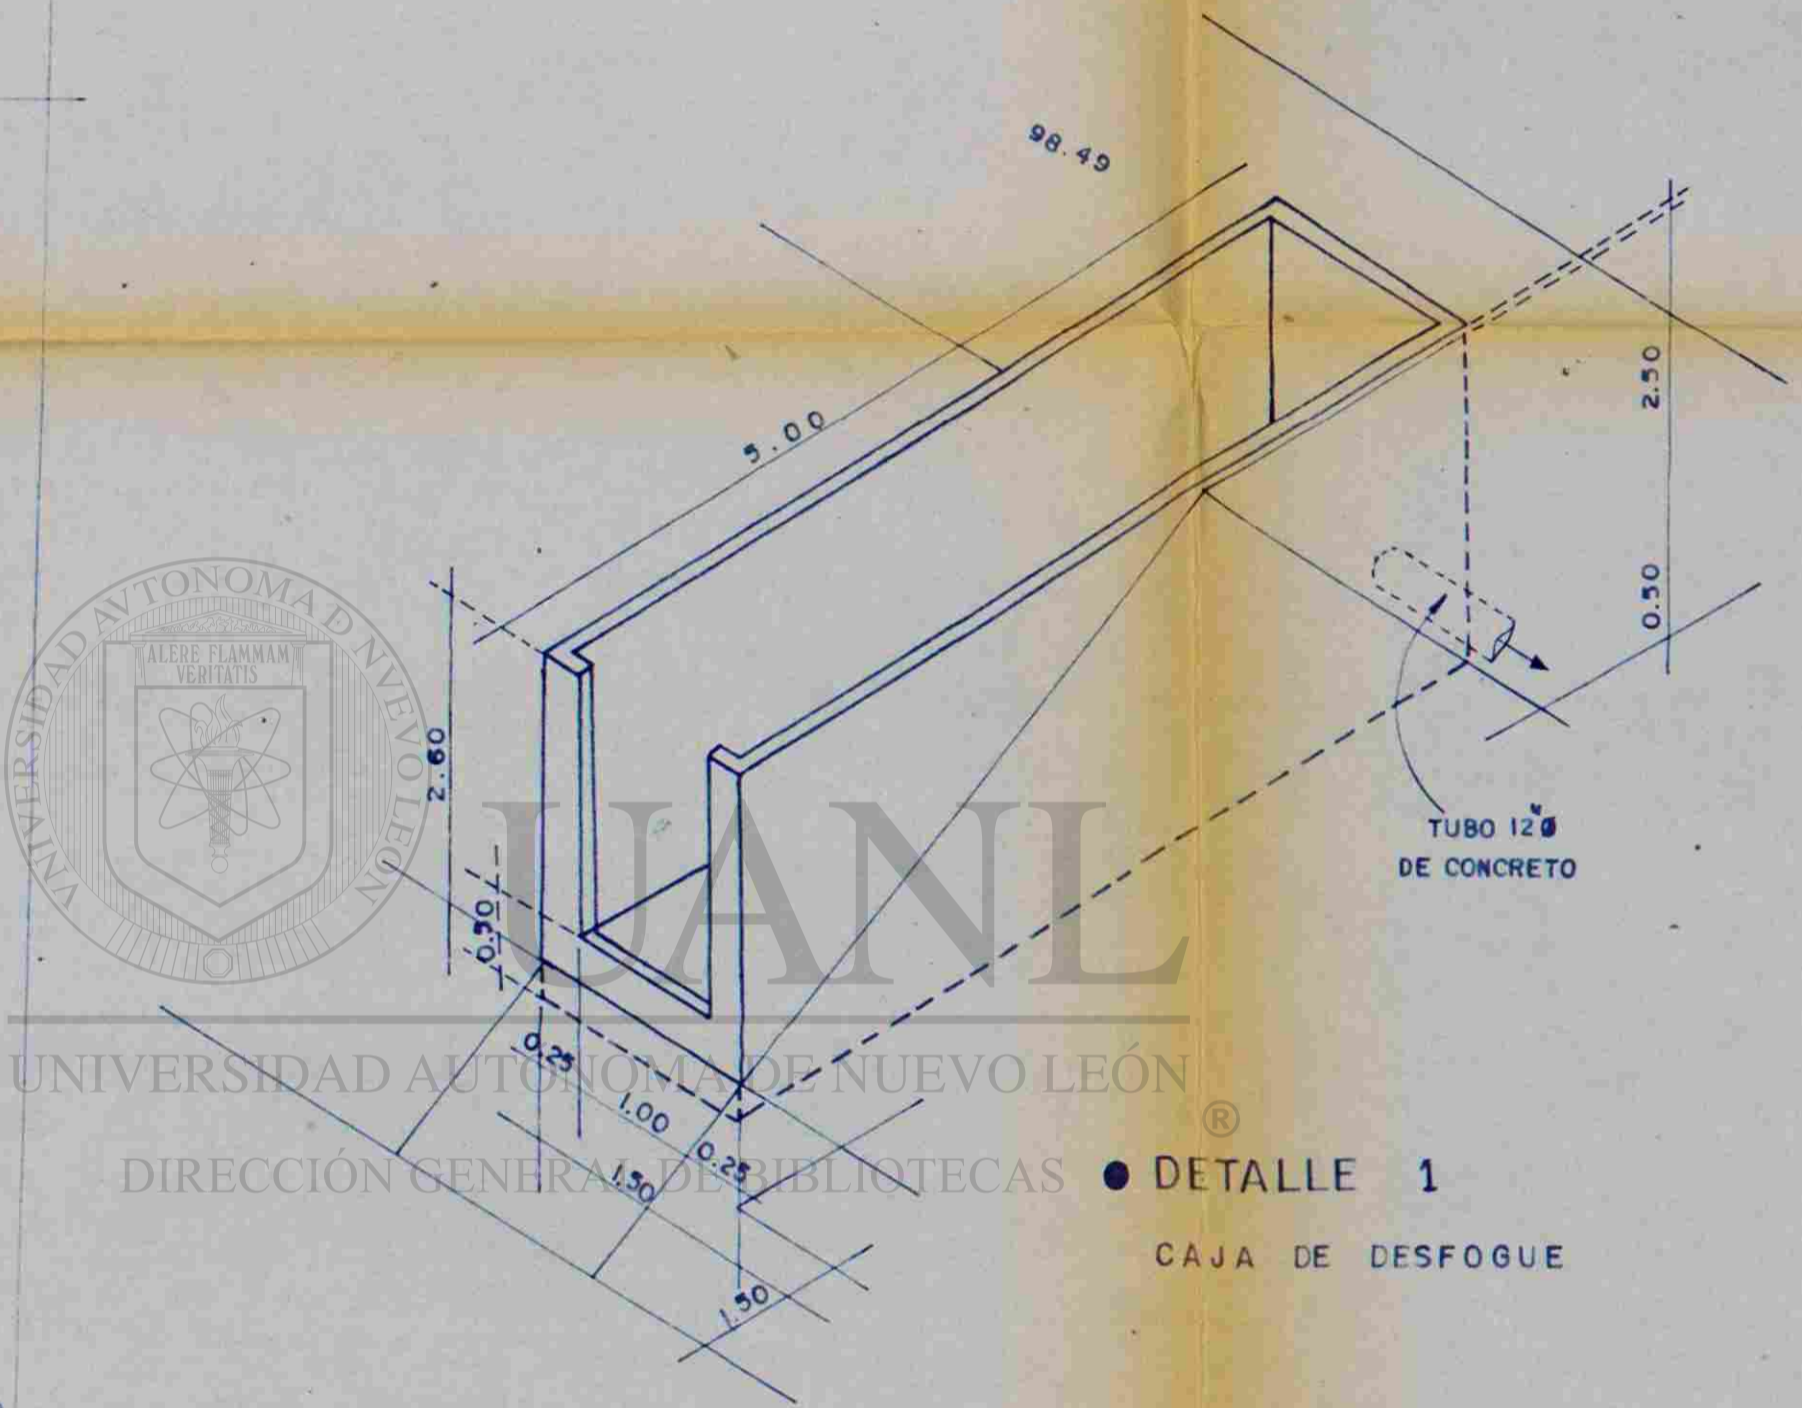 98.49
5.00
2.50
0.50
2.60
0.50
TUBO 12"Ø
DE CONCRETO
0.25
1.00
0.25
1.50
1.50
● DETALLE 1
CAJA DE DESFOGUE
UNIVERSIDAD AUTONOMA DE NUEVO LEON
ALERE FLAMMAM
VERITATIS
UANL
UNIVERSIDAD AUTÓNOMA DE NUEVO LEÓN
®
DIRECCIÓN GENERAL DE BIBLIOTECAS